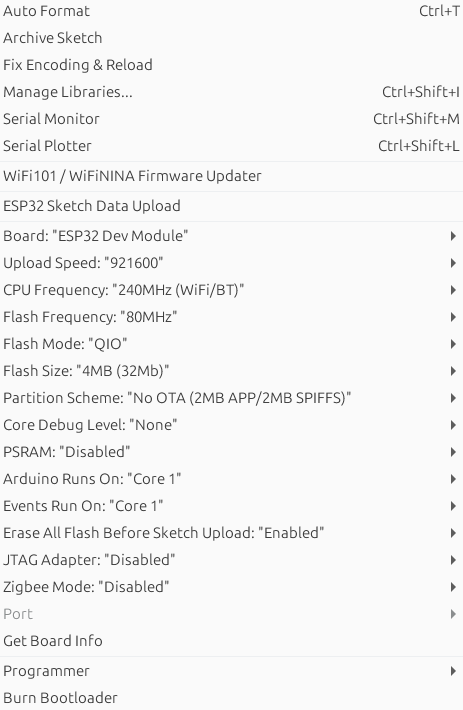 Auto Format Ctrl+T
Archive Sketch
Fix Encoding & Reload
Manage Libraries... Ctrl+Shift+I
Serial Monitor Ctrl+Shift+M
Serial Plotter Ctrl+Shift+L
WiFi101 / WiFiNINA Firmware Updater
ESP32 Sketch Data Upload
Board: "ESP32 Dev Module"
Upload Speed: "921600"
CPU Frequency: "240MHz (WiFi/BT)"
Flash Frequency: "80MHz"
Flash Mode: "QIO"
Flash Size: "4MB (32Mb)"
Partition Scheme: "No OTA (2MB APP/2MB SPIFFS)"
Core Debug Level: "None"
PSRAM: "Disabled"
Arduino Runs On: "Core 1"
Events Run On: "Core 1"
Erase All Flash Before Sketch Upload: "Enabled"
JTAG Adapter: "Disabled"
Zigbee Mode: "Disabled"
Port
Get Board Info
Programmer
Burn Bootloader